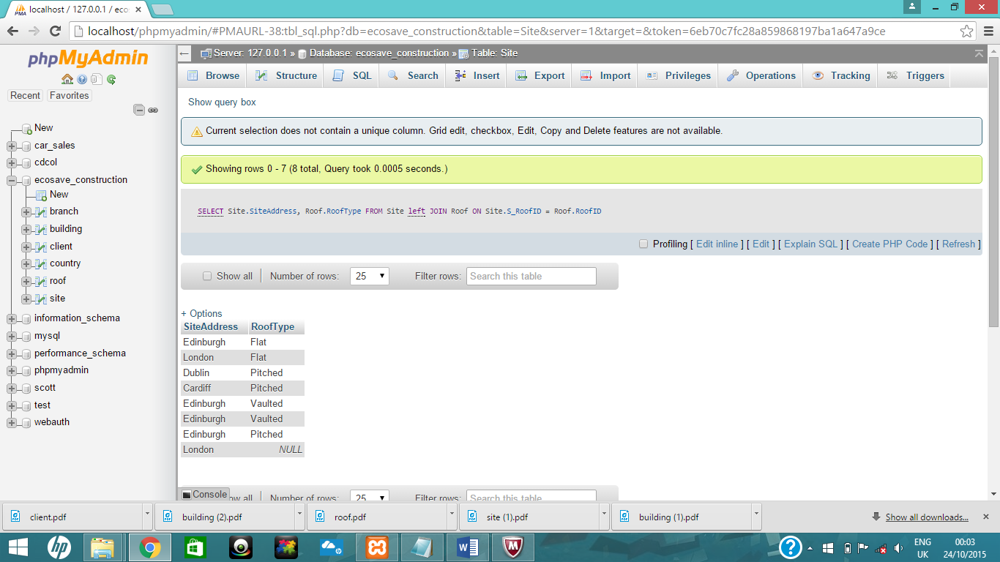 localhost / 127.0.0.1 / eco
localhost/phpmyadmin/#PMAURL-38:tbl_sql.php?db=ecosave_construction&table=Site&server=1&target=&token=6eb70c7fc28a859868197ba1a647a9ce
phpMyAdmin
Recent Favorites
New
car_sales
cdcol
ecosave_construction
New
branch
building
client
country
roof
site
information_schema
mysql
performance_schema
phpmyadmin
scott
test
webauth
Server: 127.0.0.1 » Database: ecosave_construction » Table: Site
Browse Structure SQL Search Insert Export Import Privileges Operations Tracking Triggers
Show query box
Current selection does not contain a unique column. Grid edit, checkbox, Edit, Copy and Delete features are not available.
Showing rows 0 - 7 (8 total, Query took 0.0005 seconds.)
SELECT Site.SiteAddress, Roof.RoofType FROM Site left JOIN Roof ON Site.S_RoofID = Roof.RoofID
Profiling [ Edit inline ] [ Edit ] [ Explain SQL ] [ Create PHP Code ] [ Refresh ]
Show all Number of rows: 25 Filter rows: Search this table
+ Options
SiteAddress RoofType
Edinburgh Flat
London Flat
Dublin Pitched
Cardiff Pitched
Edinburgh Vaulted
Edinburgh Vaulted
Edinburgh Pitched
London NULL
Console ow all Number of rows: 25 Filter rows: Search this table
client.pdf building (2).pdf roof.pdf site (1).pdf building (1).pdf Show all downloads...
ENG 00:03
UK 24/10/2015